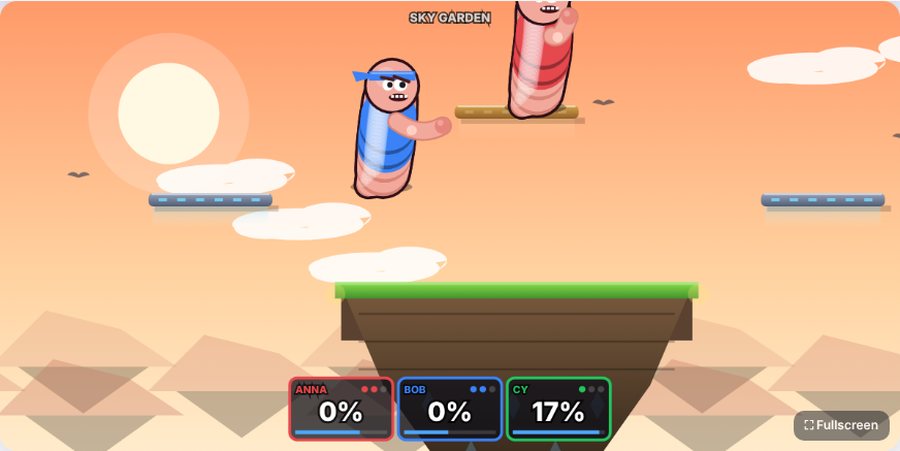 SKY GARDEN
ANNA
0%
BOB
0%
CY
17%
Fullscreen